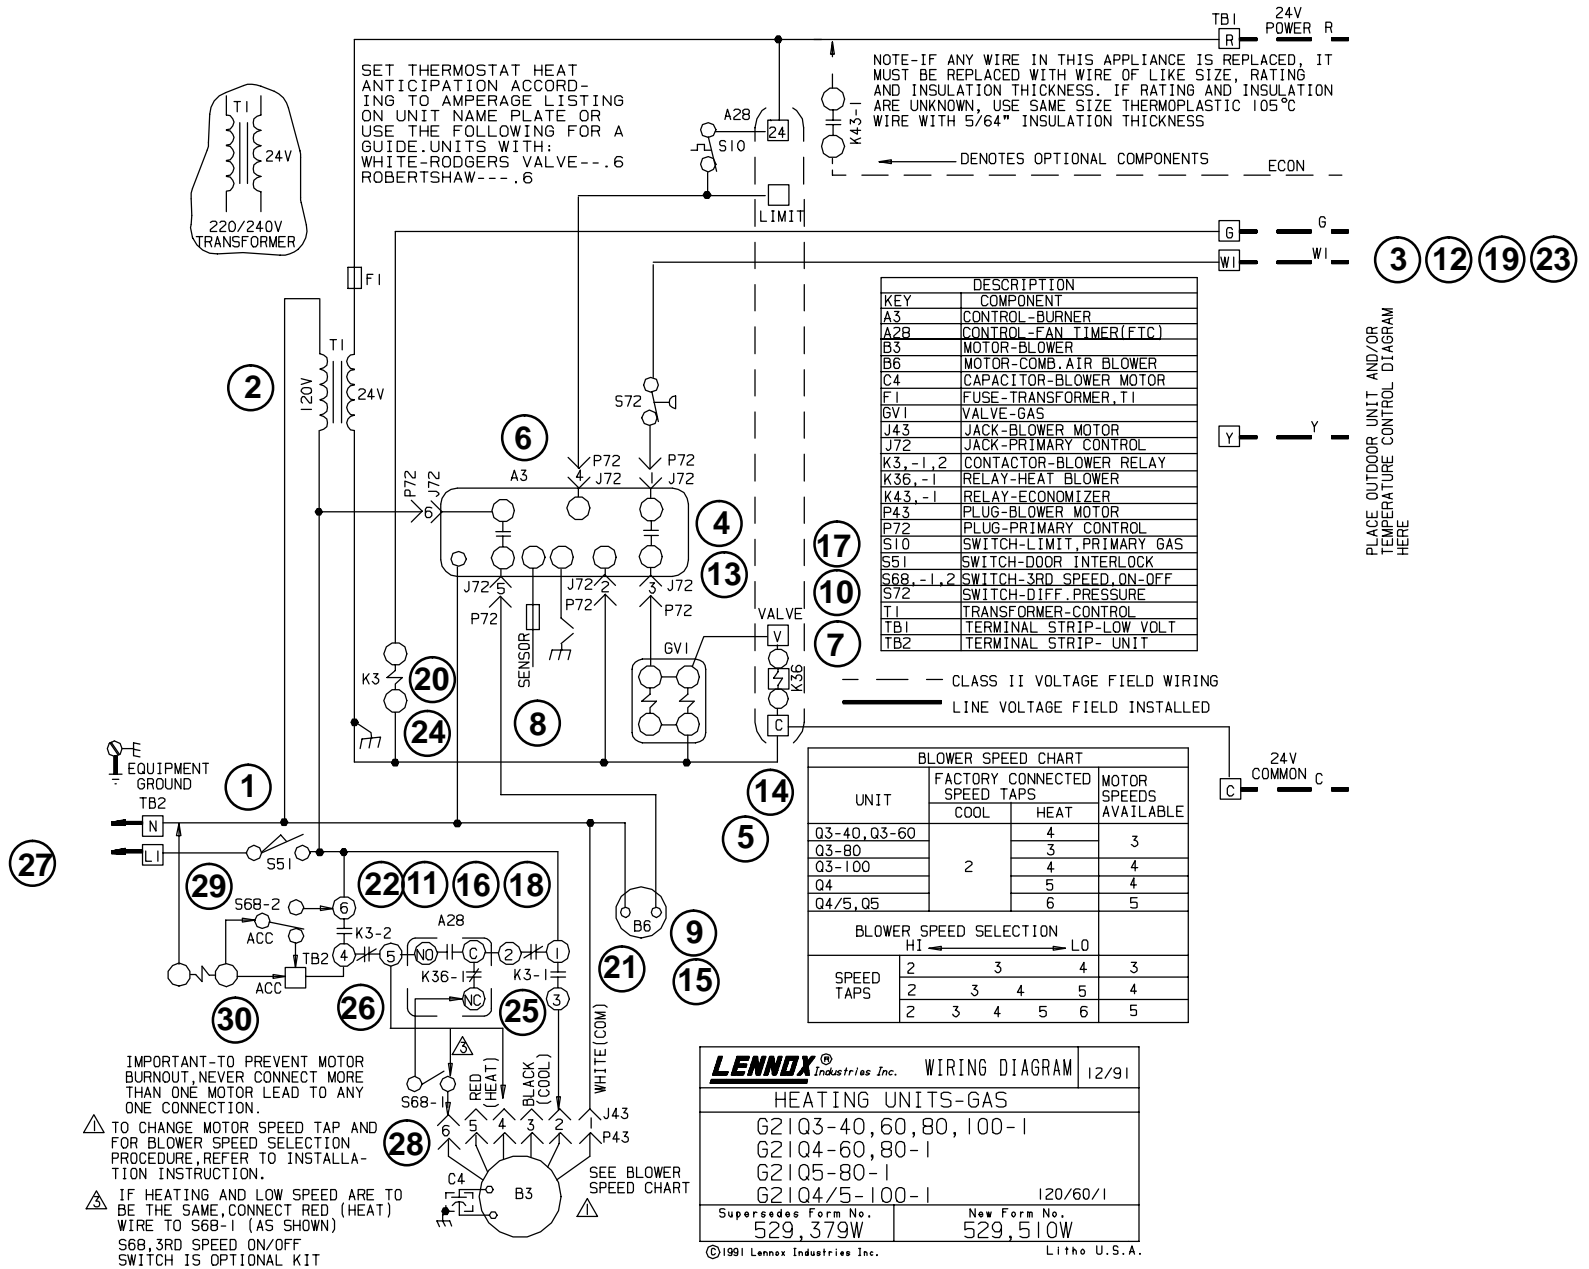 SET THERMOSTAT HEAT
ANTICIPATION ACCORD-
ING TO AMPERAGE LISTING
ON UNIT NAME PLATE OR
USE THE FOLLOWING FOR A
GUIDE.UNITS WITH:
WHITE-RODGERS VALVE--.6
ROBERTSHAW---.6
T1
24V
220/240V
TRANSFORMER
TB1
24V
POWER R
R
NOTE-IF ANY WIRE IN THIS APPLIANCE IS REPLACED, IT
MUST BE REPLACED WITH WIRE OF LIKE SIZE, RATING
AND INSULATION THICKNESS. IF RATING AND INSULATION
ARE UNKNOWN, USE SAME SIZE THERMOPLASTIC 105°C
WIRE WITH 5/64" INSULATION THICKNESS
K43-1
DENOTES OPTIONAL COMPONENTS
ECON
A28
S10
24
LIMIT
G
G
W1
W1
3 12 19 23
F1
T1
120V
24V
2
S72
6
A3
P72
4
J72
P72
1
J72
P72
J72
6
4
13
17
10
7
J72
5
P72
J72
2
P72
3
J72
P72
SENSOR
GV1
VALVE
V
K36
C
K3
20
24
8
DESCRIPTION
KEY COMPONENT
A3 CONTROL-BURNER
A28 CONTROL-FAN TIMER(FTC)
B3 MOTOR-BLOWER
B6 MOTOR-COMB.AIR BLOWER
C4 CAPACITOR-BLOWER MOTOR
F1 FUSE-TRANSFORMER,T1
GV1 VALVE-GAS
J43 JACK-BLOWER MOTOR
J72 JACK-PRIMARY CONTROL
K3,-1,2 CONTACTOR-BLOWER RELAY
K36,-1 RELAY-HEAT BLOWER
K43,-1 RELAY-ECONOMIZER
P43 PLUG-BLOWER MOTOR
P72 PLUG-PRIMARY CONTROL
S10 SWITCH-LIMIT,PRIMARY GAS
S51 SWITCH-DOOR INTERLOCK
S68,-1,2 SWITCH-3RD SPEED,ON-OFF
S72 SWITCH-DIFF.PRESSURE
T1 TRANSFORMER-CONTROL
TB1 TERMINAL STRIP-LOW VOLT
TB2 TERMINAL STRIP- UNIT
Y
Y
PLACE OUTDOOR UNIT AND/OR
TEMPERATURE CONTROL DIAGRAM
HERE
CLASS II VOLTAGE FIELD WIRING
LINE VOLTAGE FIELD INSTALLED
24V
COMMON C
C
BLOWER SPEED CHART
UNIT
FACTORY CONNECTED
SPEED TAPS
COOL HEAT
MOTOR
SPEEDS
AVAILABLE
Q3-40,Q3-60 4
Q3-80 3
3
Q3-100 2 4 4
Q4 5 4
Q4/5,Q5 6 5
BLOWER SPEED SELECTION
HI LO
SPEED
TAPS
2 3 4 3
2 3 4 5 4
2 3 4 5 6 5
EQUIPMENT
GROUND
1
TB2
N
L1
S51
27
29
14
5
22 11 16 18
S68-2
6
ACC
K3-2
A28
TB2
4
5
NO
C
2
1
K36-1
K3-1
NC
3
ACC
30
26
25
B6
9
21
15
3
S68-1
RED
(HEAT)
BLACK
(COOL)
WHITE(COM)
28
6 5 4 3 2 1
J43
P43
C4
B3
SEE BLOWER
SPEED CHART
1
IMPORTANT-TO PREVENT MOTOR
BURNOUT,NEVER CONNECT MORE
THAN ONE MOTOR LEAD TO ANY
ONE CONNECTION.
1 TO CHANGE MOTOR SPEED TAP AND
FOR BLOWER SPEED SELECTION
PROCEDURE,REFER TO INSTALLA-
TION INSTRUCTION.
3 IF HEATING AND LOW SPEED ARE TO
BE THE SAME,CONNECT RED (HEAT)
WIRE TO S68-1 (AS SHOWN)
S68,3RD SPEED ON/OFF
SWITCH IS OPTIONAL KIT
LENNOX ® Industries Inc. WIRING DIAGRAM 12/91
HEATING UNITS-GAS
G21Q3-40,60,80,100-1
G21Q4-60,80-1
G21Q5-80-1
G21Q4/5-100-1 120/60/1
Supersedes Form No. New Form No.
529,379W 529,510W
©1991 Lennox Industries Inc. Litho U.S.A.